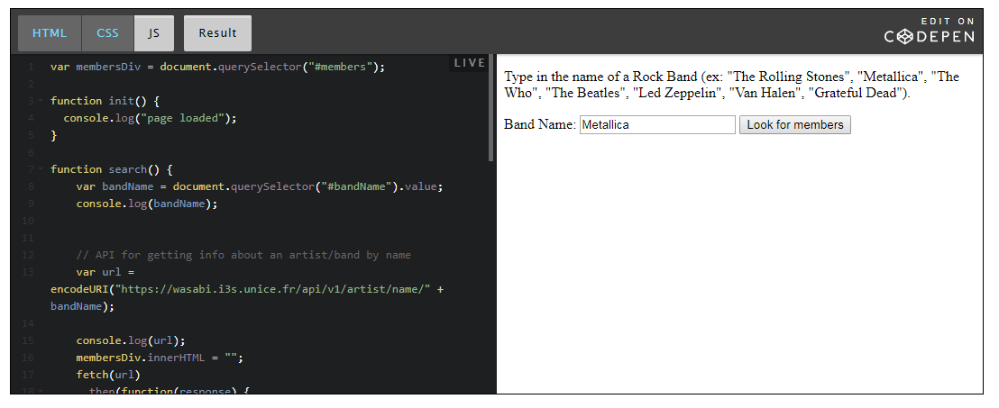 HTML CSS JS Result
EDIT ON
CODEPEN
LIVE
1 var membersDiv = document.querySelector("#members");
2
3 function init() {
4 console.log("page loaded");
5 }
6
7 function search() {
8 var bandName = document.querySelector("#bandName").value;
9 console.log(bandName);
10
11
12 // API for getting info about an artist/band by name
13 var url =
encodeURI("https://wasabi.i3s.unice.fr/api/v1/artist/name/" +
bandName);
14
15 console.log(url);
16 membersDiv.innerHTML = "";
17 fetch(url)
18 .then(function(response) {
Type in the name of a Rock Band (ex: "The Rolling Stones", "Metallica", "The
Who", "The Beatles", "Led Zeppelin", "Van Halen", "Grateful Dead").
Band Name: Metallica Look for members